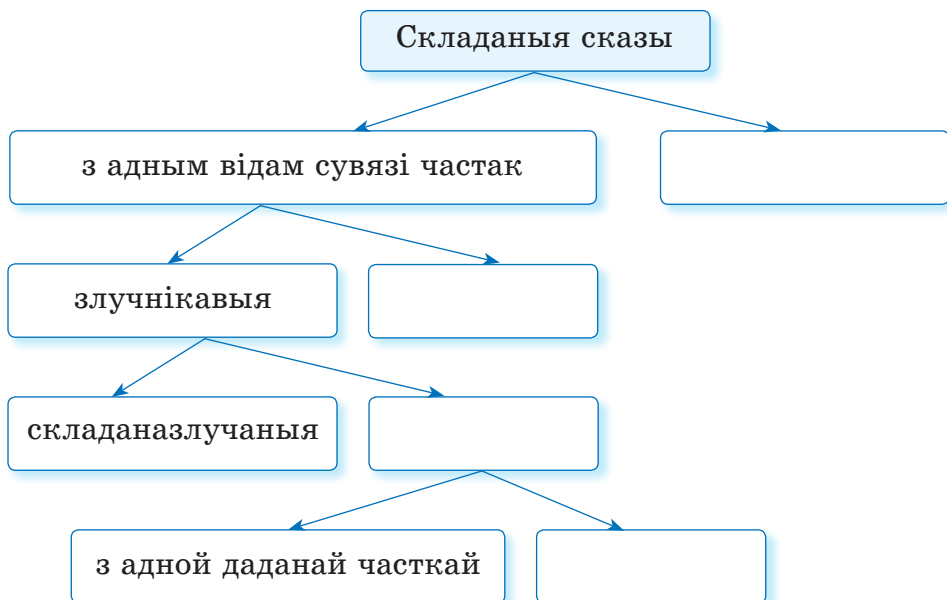 Складаныя сказы
з адным відам сувязі частак
злучнікавыя
складаназлучаныя
з адной даданай часткай